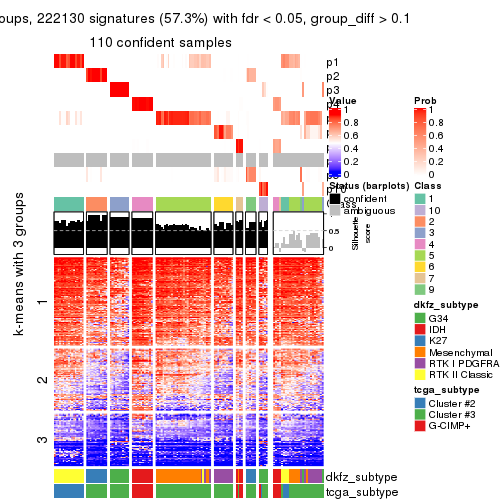 oups, 222130 signatures (57.3%) with fdr < 0.05, group_diff > 0.1
110 confident samples
p1
p2
p3
p4
Value
1
0.8
0.6
0.4
0.2
0
Prob
1
0.8
0.6
0.4
0.2
0
Status (barplots)
confident
ambiguous
Class
1
10
2
3
4
5
6
7
9
1
0.5
0
Silhouette
score
k-means with 3 groups
1
2
3
dkfz_subtype
G34
IDH
K27
Mesenchymal
RTK I PDGFRA
RTK II Classic
tcga_subtype
Cluster #2
Cluster #3
G-CIMP+
dkfz_subtype
tcga_subtype